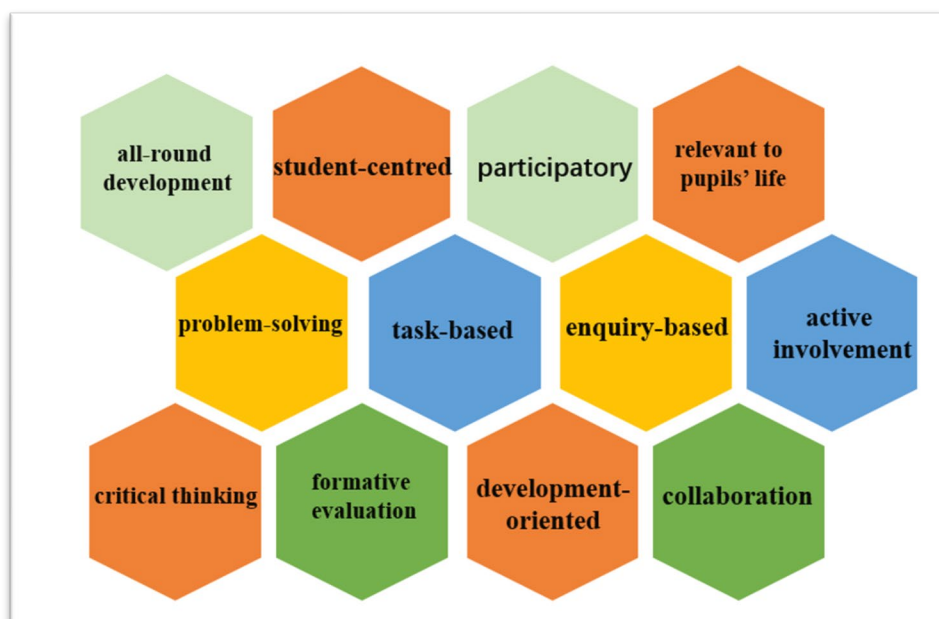 all-round
development
student-centred
participatory
relevant to
pupils’ life
problem-solving
task-based
enquiry-based
active
involvement
critical thinking
formative
evaluation
development-
oriented
collaboration